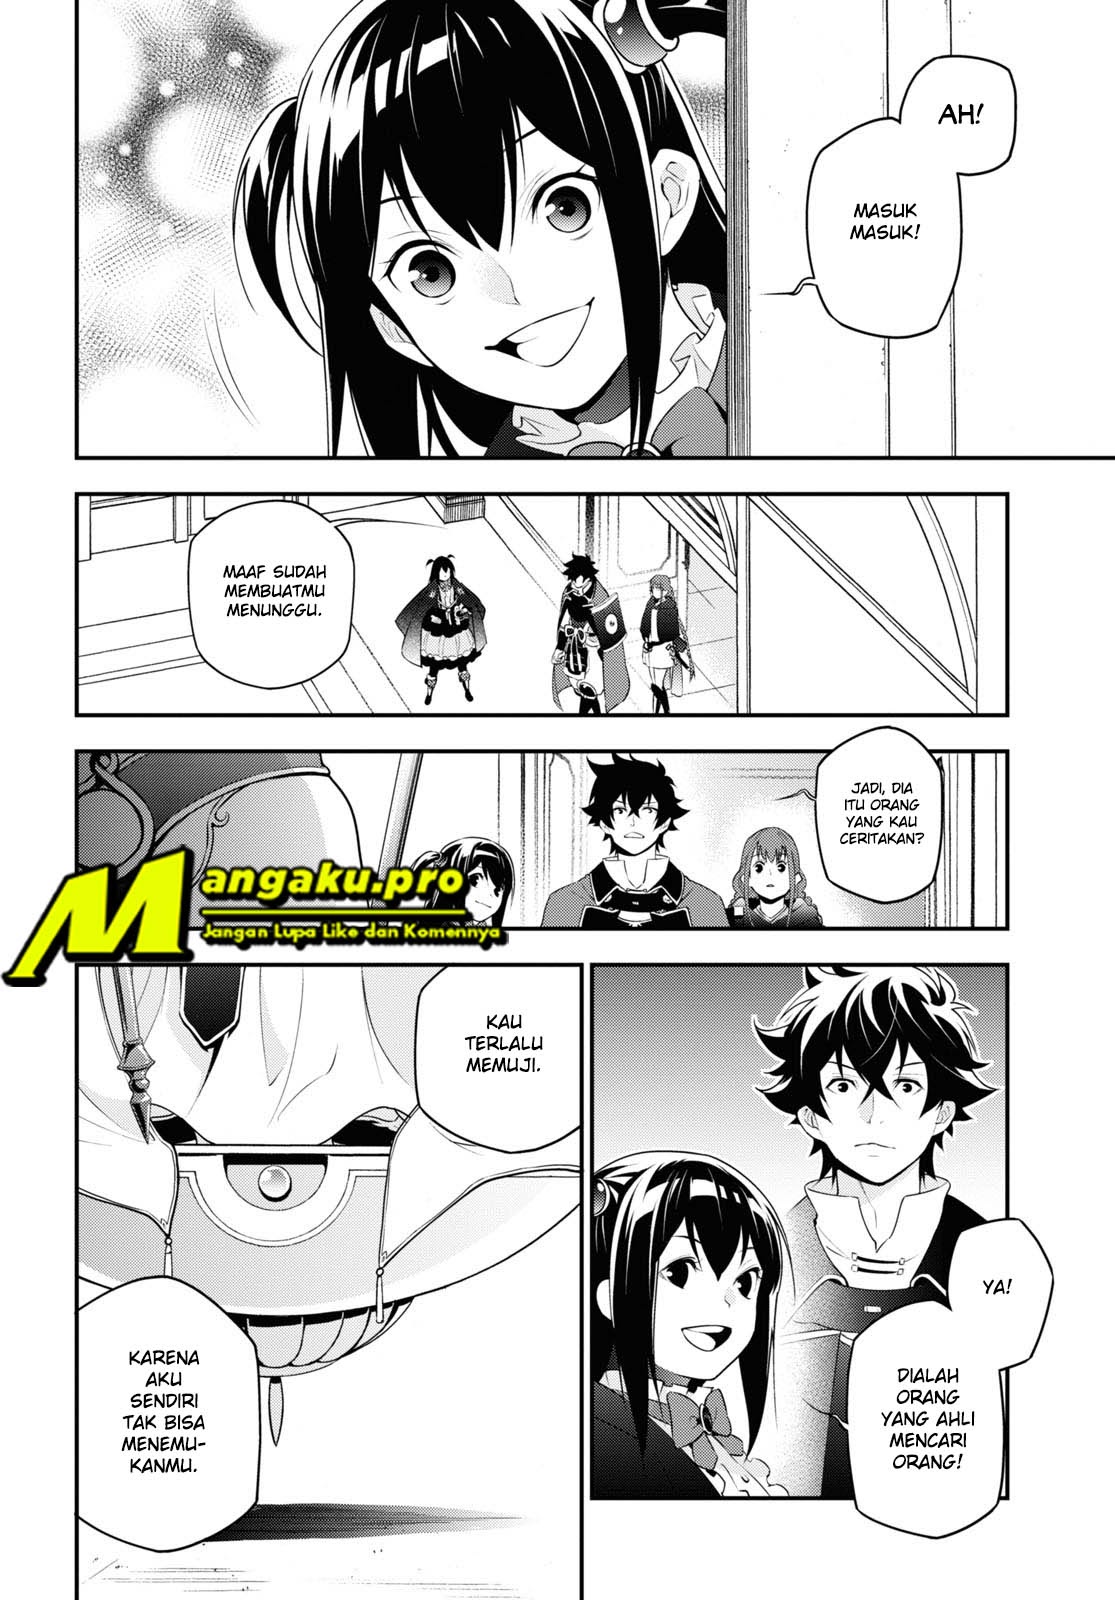 AH!
MASUK
MASUK!
MAAF SUDAH
MEMBUATMU
MENUNGGU.
JADI, DIA
ITU ORANG
YANG KAU
CERITAKAN?
Mangaku.pro
Jangan Lupa Like dan Komennya
YA!
DIALAH
ORANG
YANG AHLI
MENCARI
ORANG!
KAU
TERLALU
MEMUJI.
KARENA
AKU
SENDIRI
TAK BISA
MENEMU-
KANMU.